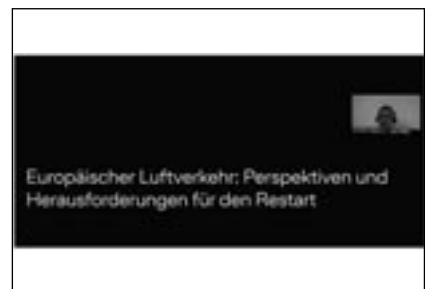 Europäischer Luftverkehr: Perspektiven und
Herausforderungen für den Restart